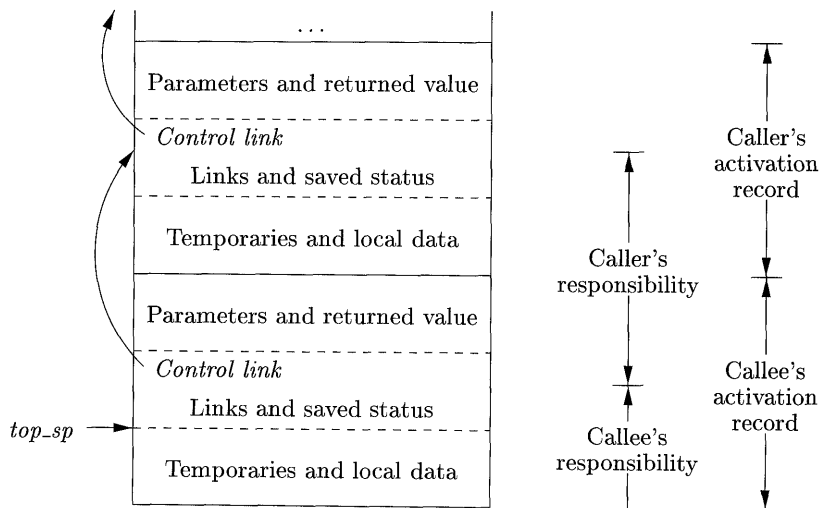 ...
Parameters and returned value
Control link
Links and saved status
Temporaries and local data
Parameters and returned value
Control link
Links and saved status
top_sp
Temporaries and local data
Caller's
responsibility
Callee's
responsibility
Caller's
activation
record
Callee's
activation
record